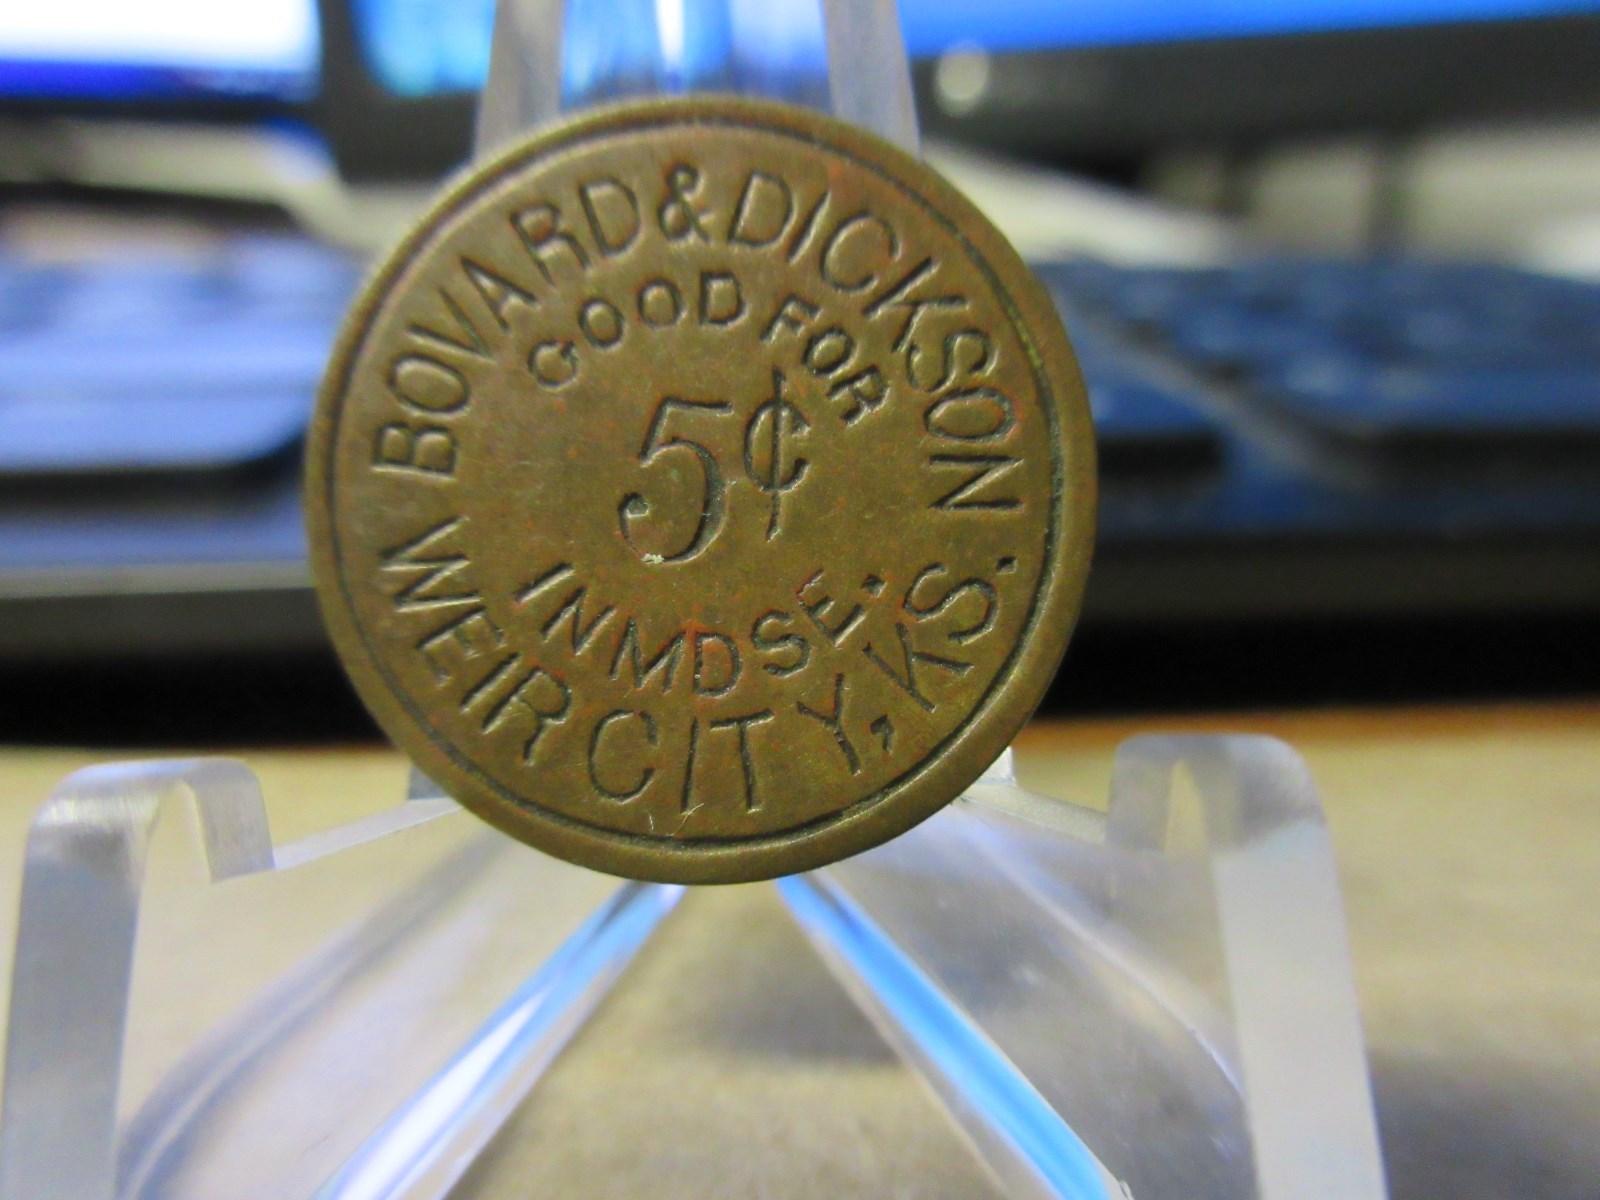 BOVARD & DICKSON
GOOD FOR
5¢
IN MDSE.
WEIR CITY, KS.